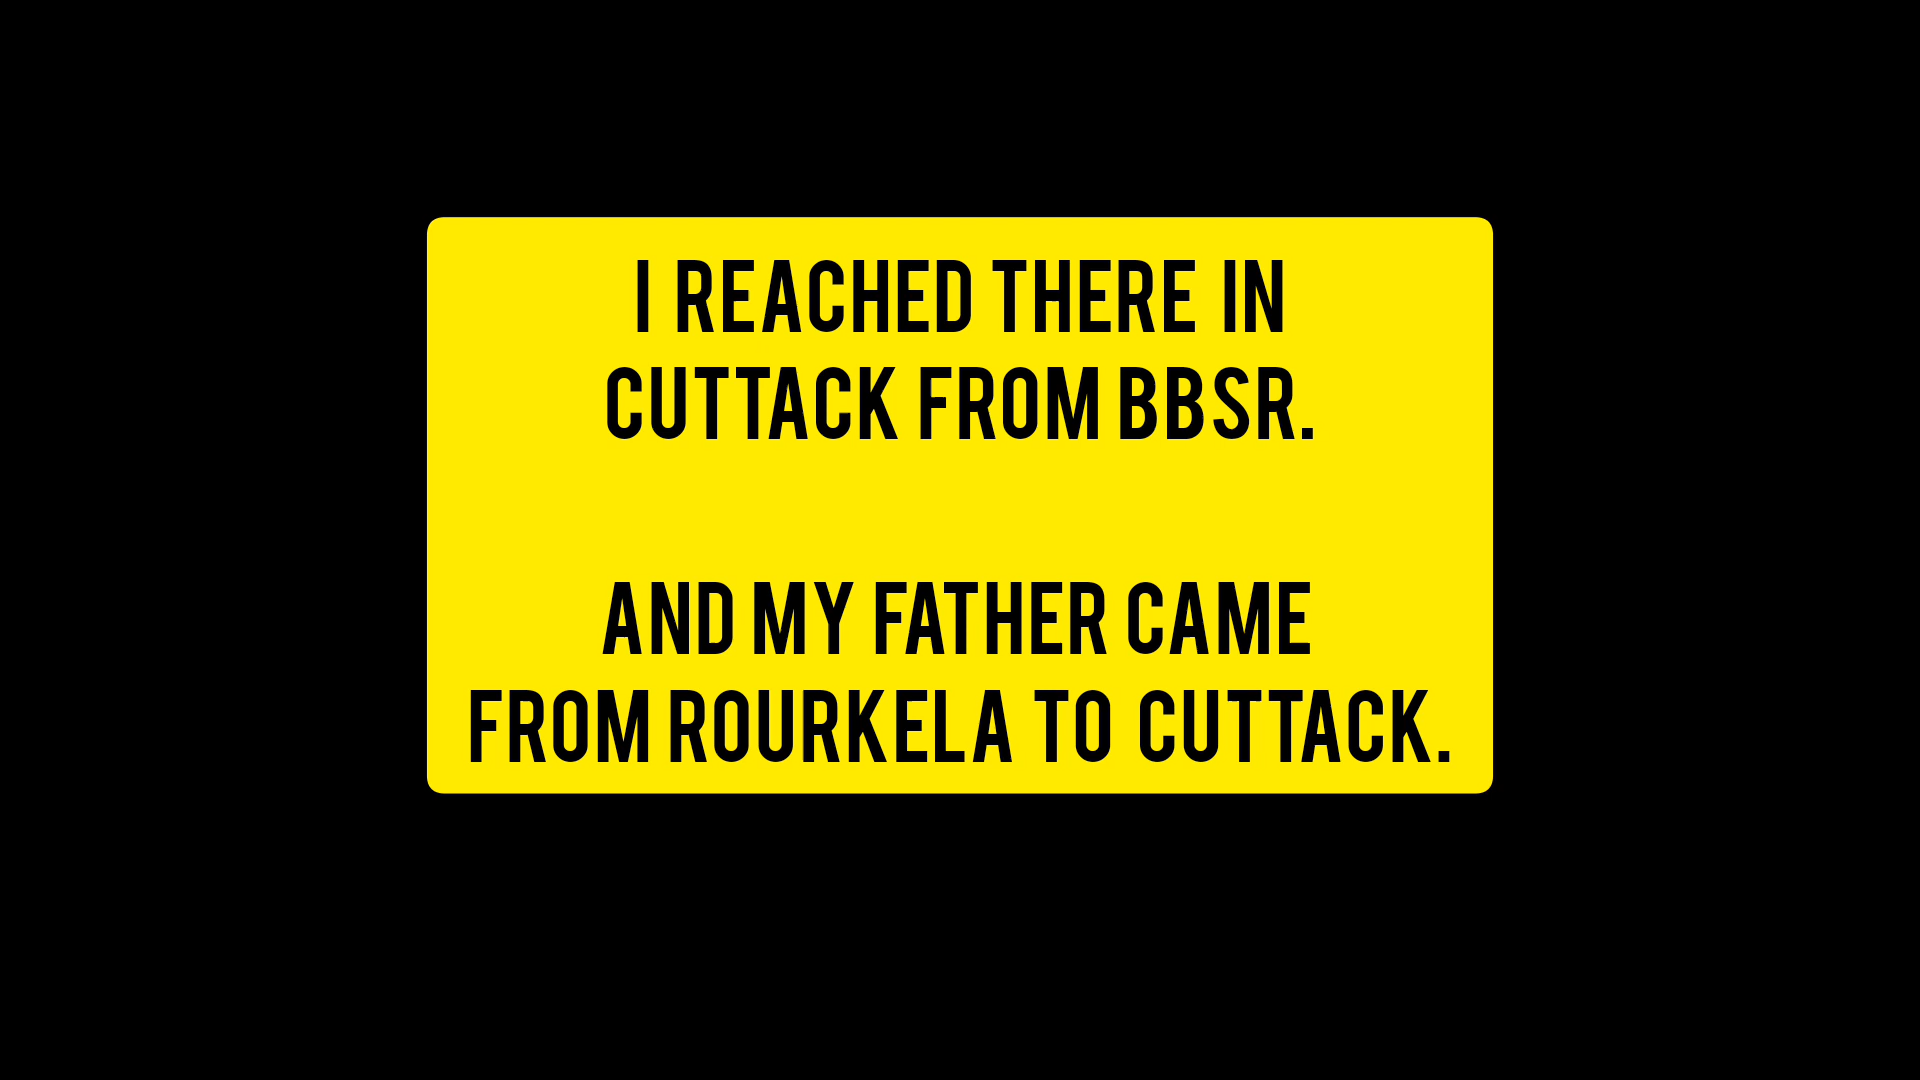 I REACHED THERE IN
CUTTACK FROM BBSR.
AND MY FATHER CAME
FROM ROURKELA TO CUTTACK.